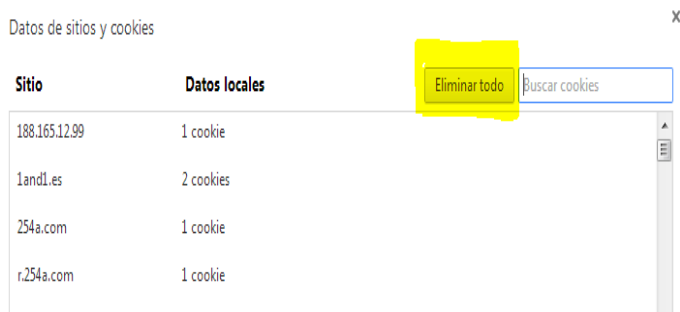 Datos de sitios y cookies
x
Sitio Datos locales Eliminar todo Buscar cookies
188.165.12.99 1 cookie
1and1.es 2 cookies
254a.com 1 cookie
r.254a.com 1 cookie